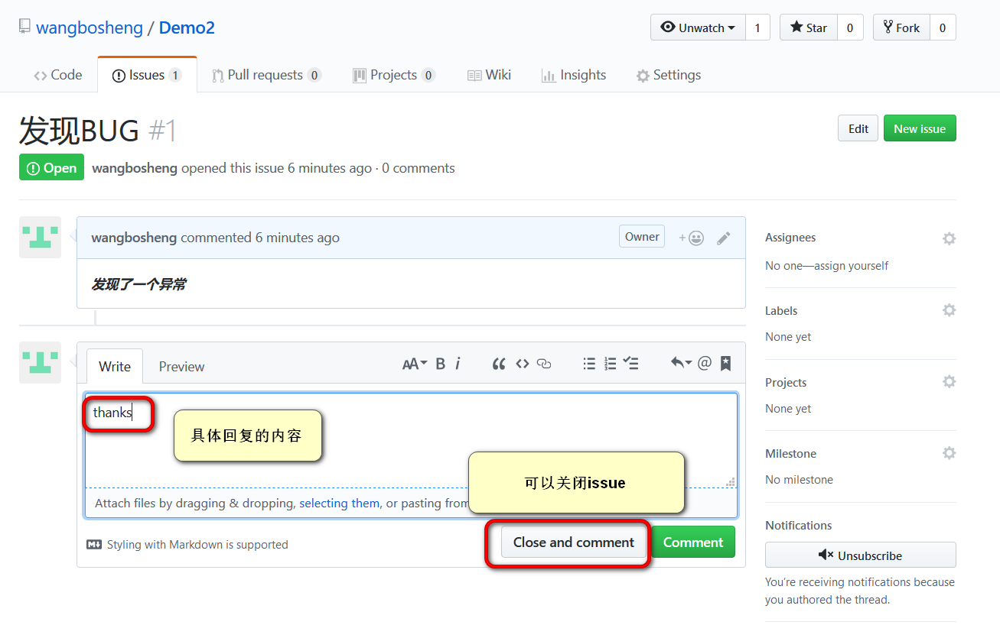 wangbosheng / Demo2
Unwatch 1 Star 0 Fork 0
Code Issues 1 Pull requests 0 Projects 0 Wiki Insights Settings
发现BUG #1
Edit New issue
Open wangbosheng opened this issue 6 minutes ago · 0 comments
wangbosheng commented 6 minutes ago Owner
发现了一个异常
Write Preview
thanks
具体回复的内容
可以关闭issue
Attach files by dragging & dropping, selecting them, or pasting from
Styling with Markdown is supported
Close and comment Comment
Assignees
No one—assign yourself
Labels
None yet
Projects
None yet
Milestone
No milestone
Notifications
Unsubscribe
You're receiving notifications because
you authored the thread.